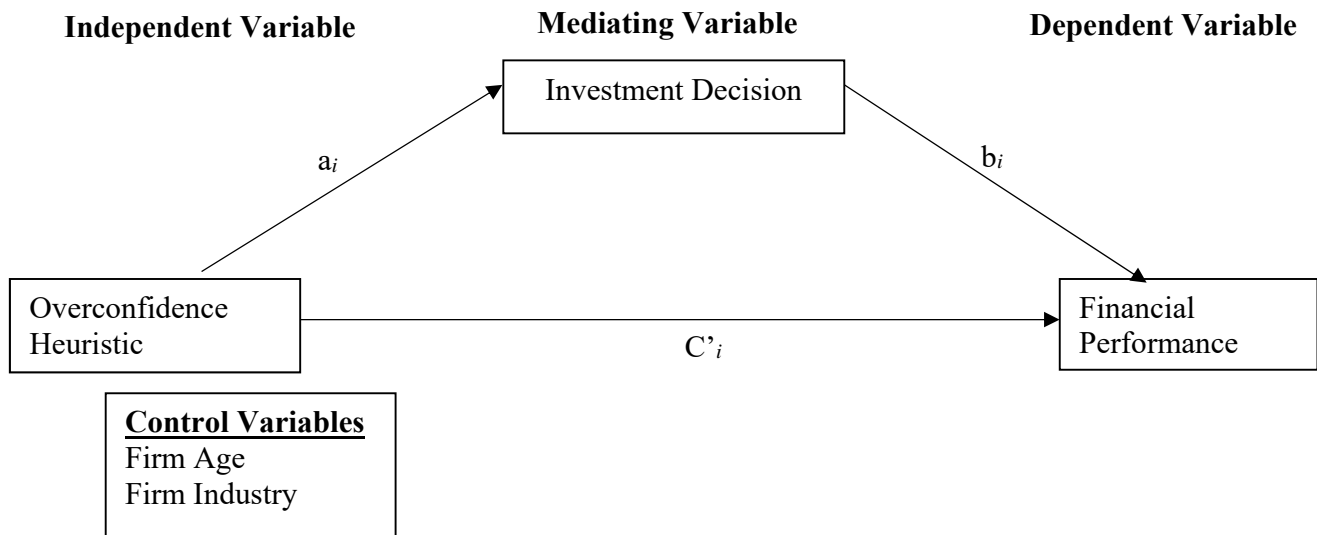 Independent Variable
Mediating Variable
Dependent Variable
Investment Decision
ai
bi
Overconfidence
Heuristic
Financial
Performance
C’i
Control Variables
Firm Age
Firm Industry